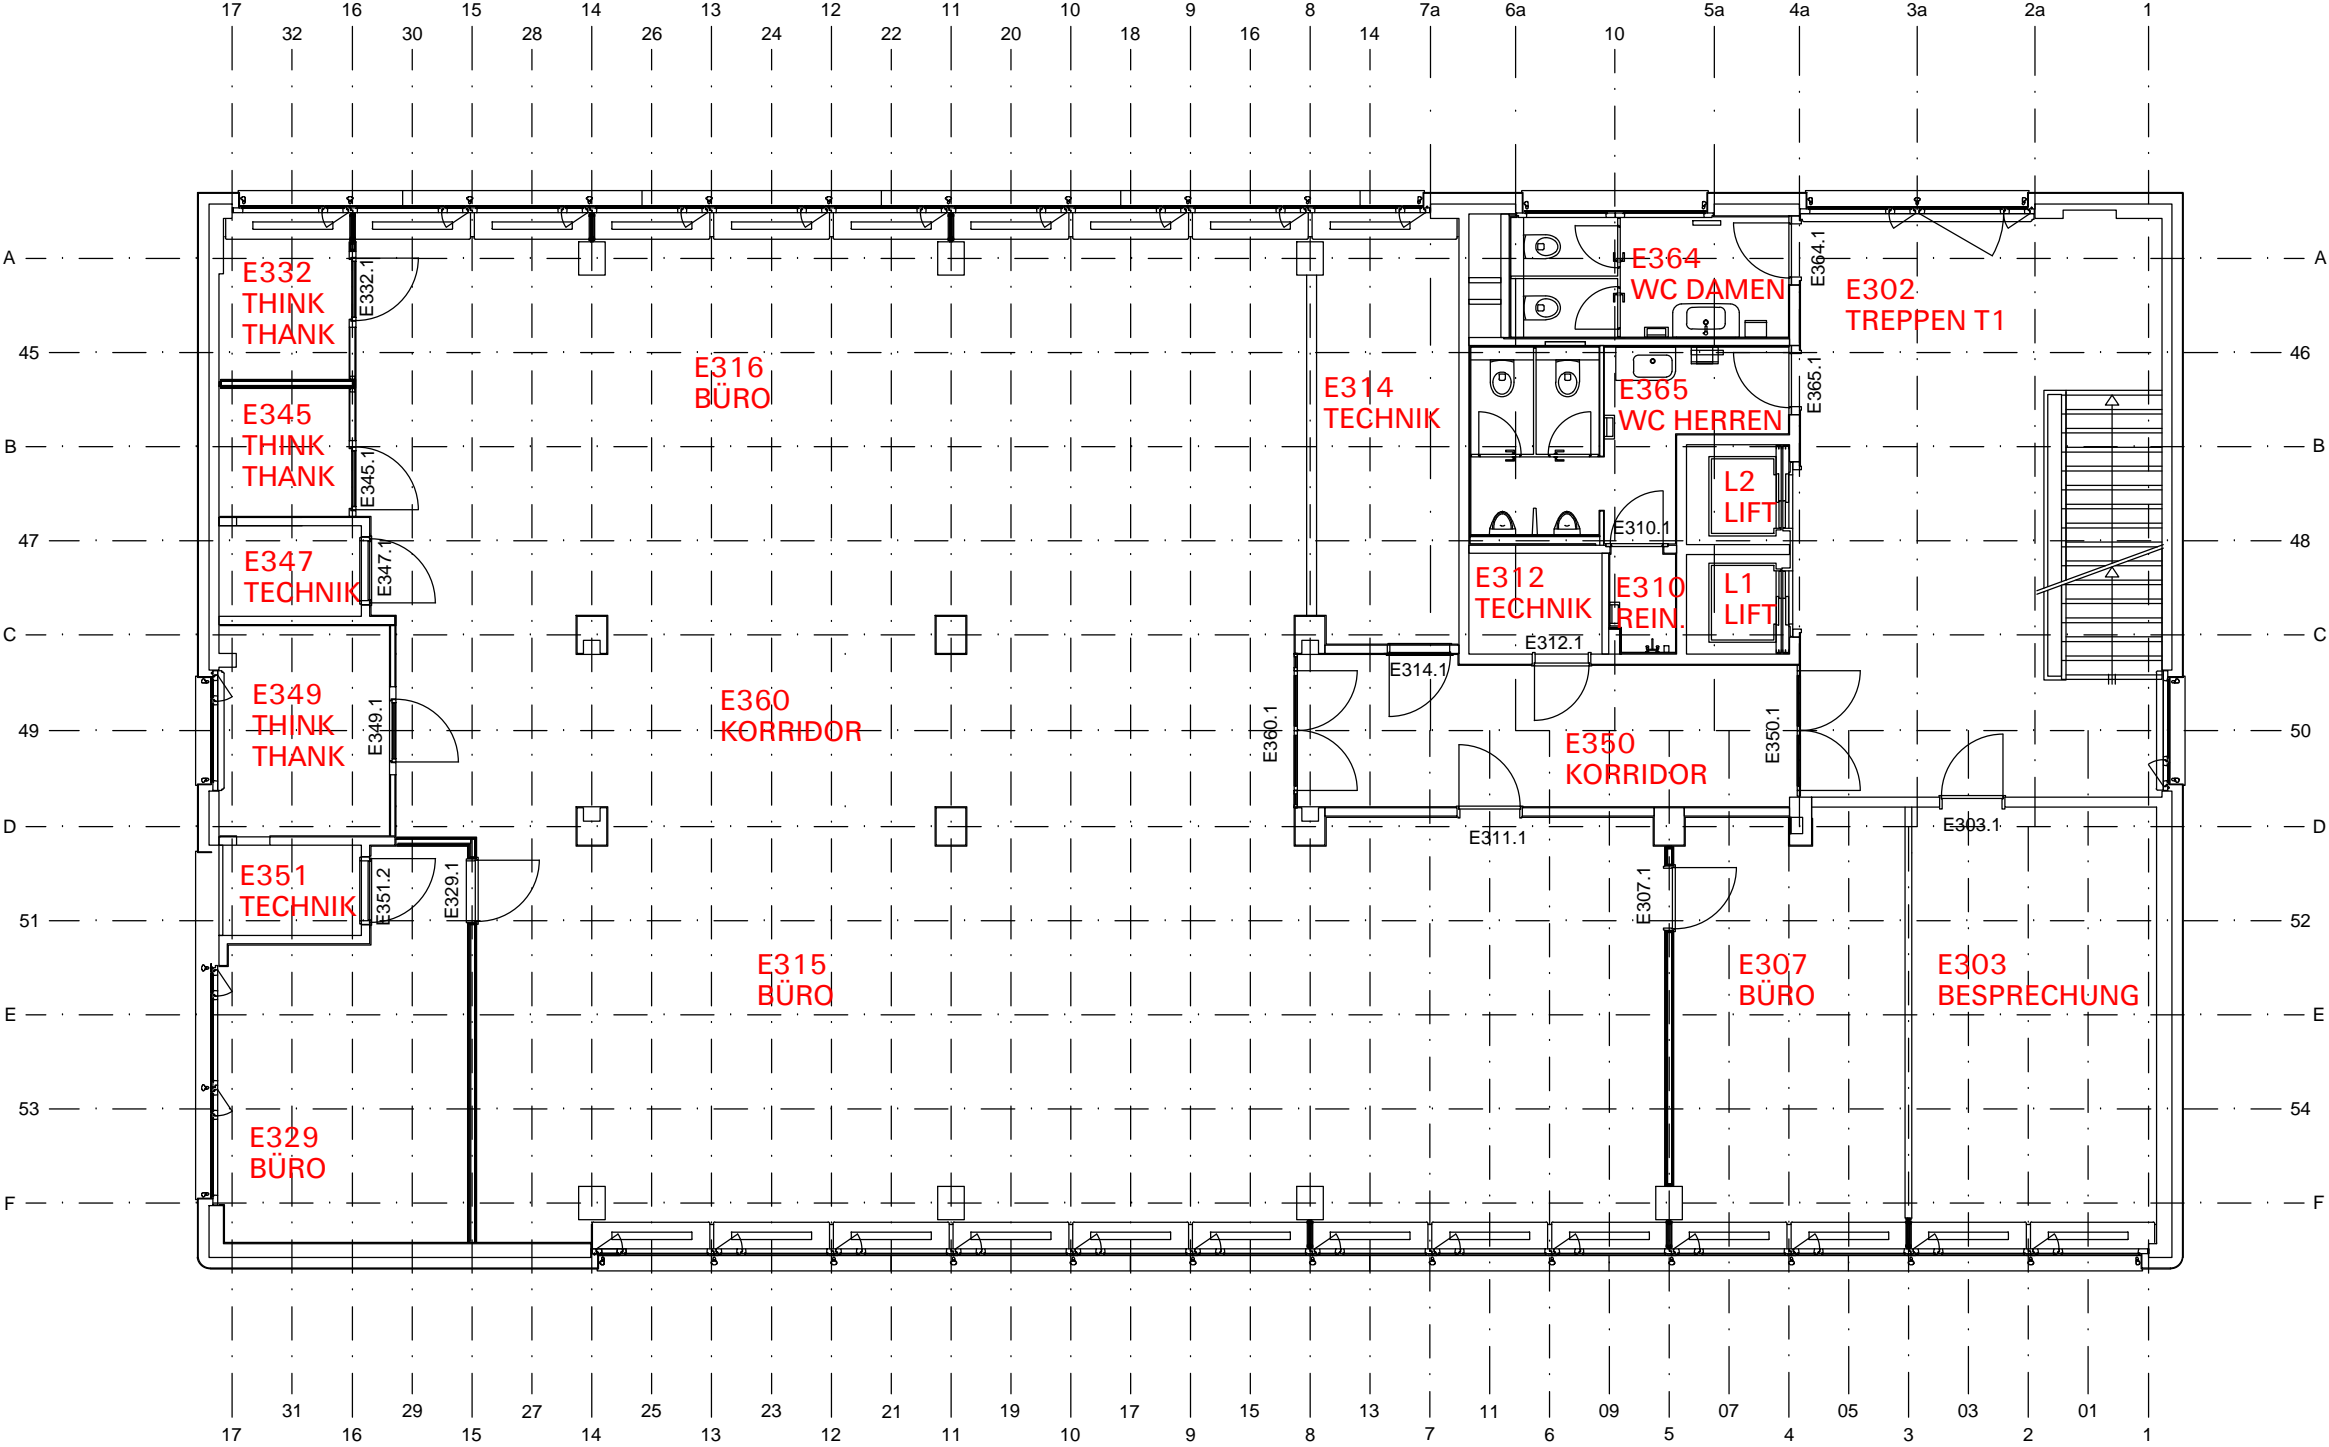 17 16 15 14 13 12 11 10 9 8 7a 6a 5a 4a 3a 2a 1
32 30 28 26 24 22 20 18 16 14 10
A A
E332
THINK
THANK
E332.1
E364
WC DAMEN
E364.1
E302
TREPPEN T1
45 46
E316
BÜRO
E314
TECHNIK
E365
WC HERREN
E365.1
E345
THINK
THANK
E345.1
B B
L2
LIFT
E310.1
47 48
E347
TECHNIK
E347.1
E312
TECHNIK
E310
REIN.
L1
LIFT
C C
E312.1
E314.1
E349
THINK
THANK
E349.1
E360
KORRIDOR
E360.1
E350
KORRIDOR
E350.1
49 50
D D
E311.1
E303.1
E351
TECHNIK
E351.2
E329.1
E307.1
51 52
E315
BÜRO
E307
BÜRO
E303
BESPRECHUNG
E E
53 54
E329
BÜRO
F F
31 29 27 25 23 21 19 17 15 13 11 09 07 05 03 01
17 16 15 14 13 12 11 10 9 8 7 6 5 4 3 2 1